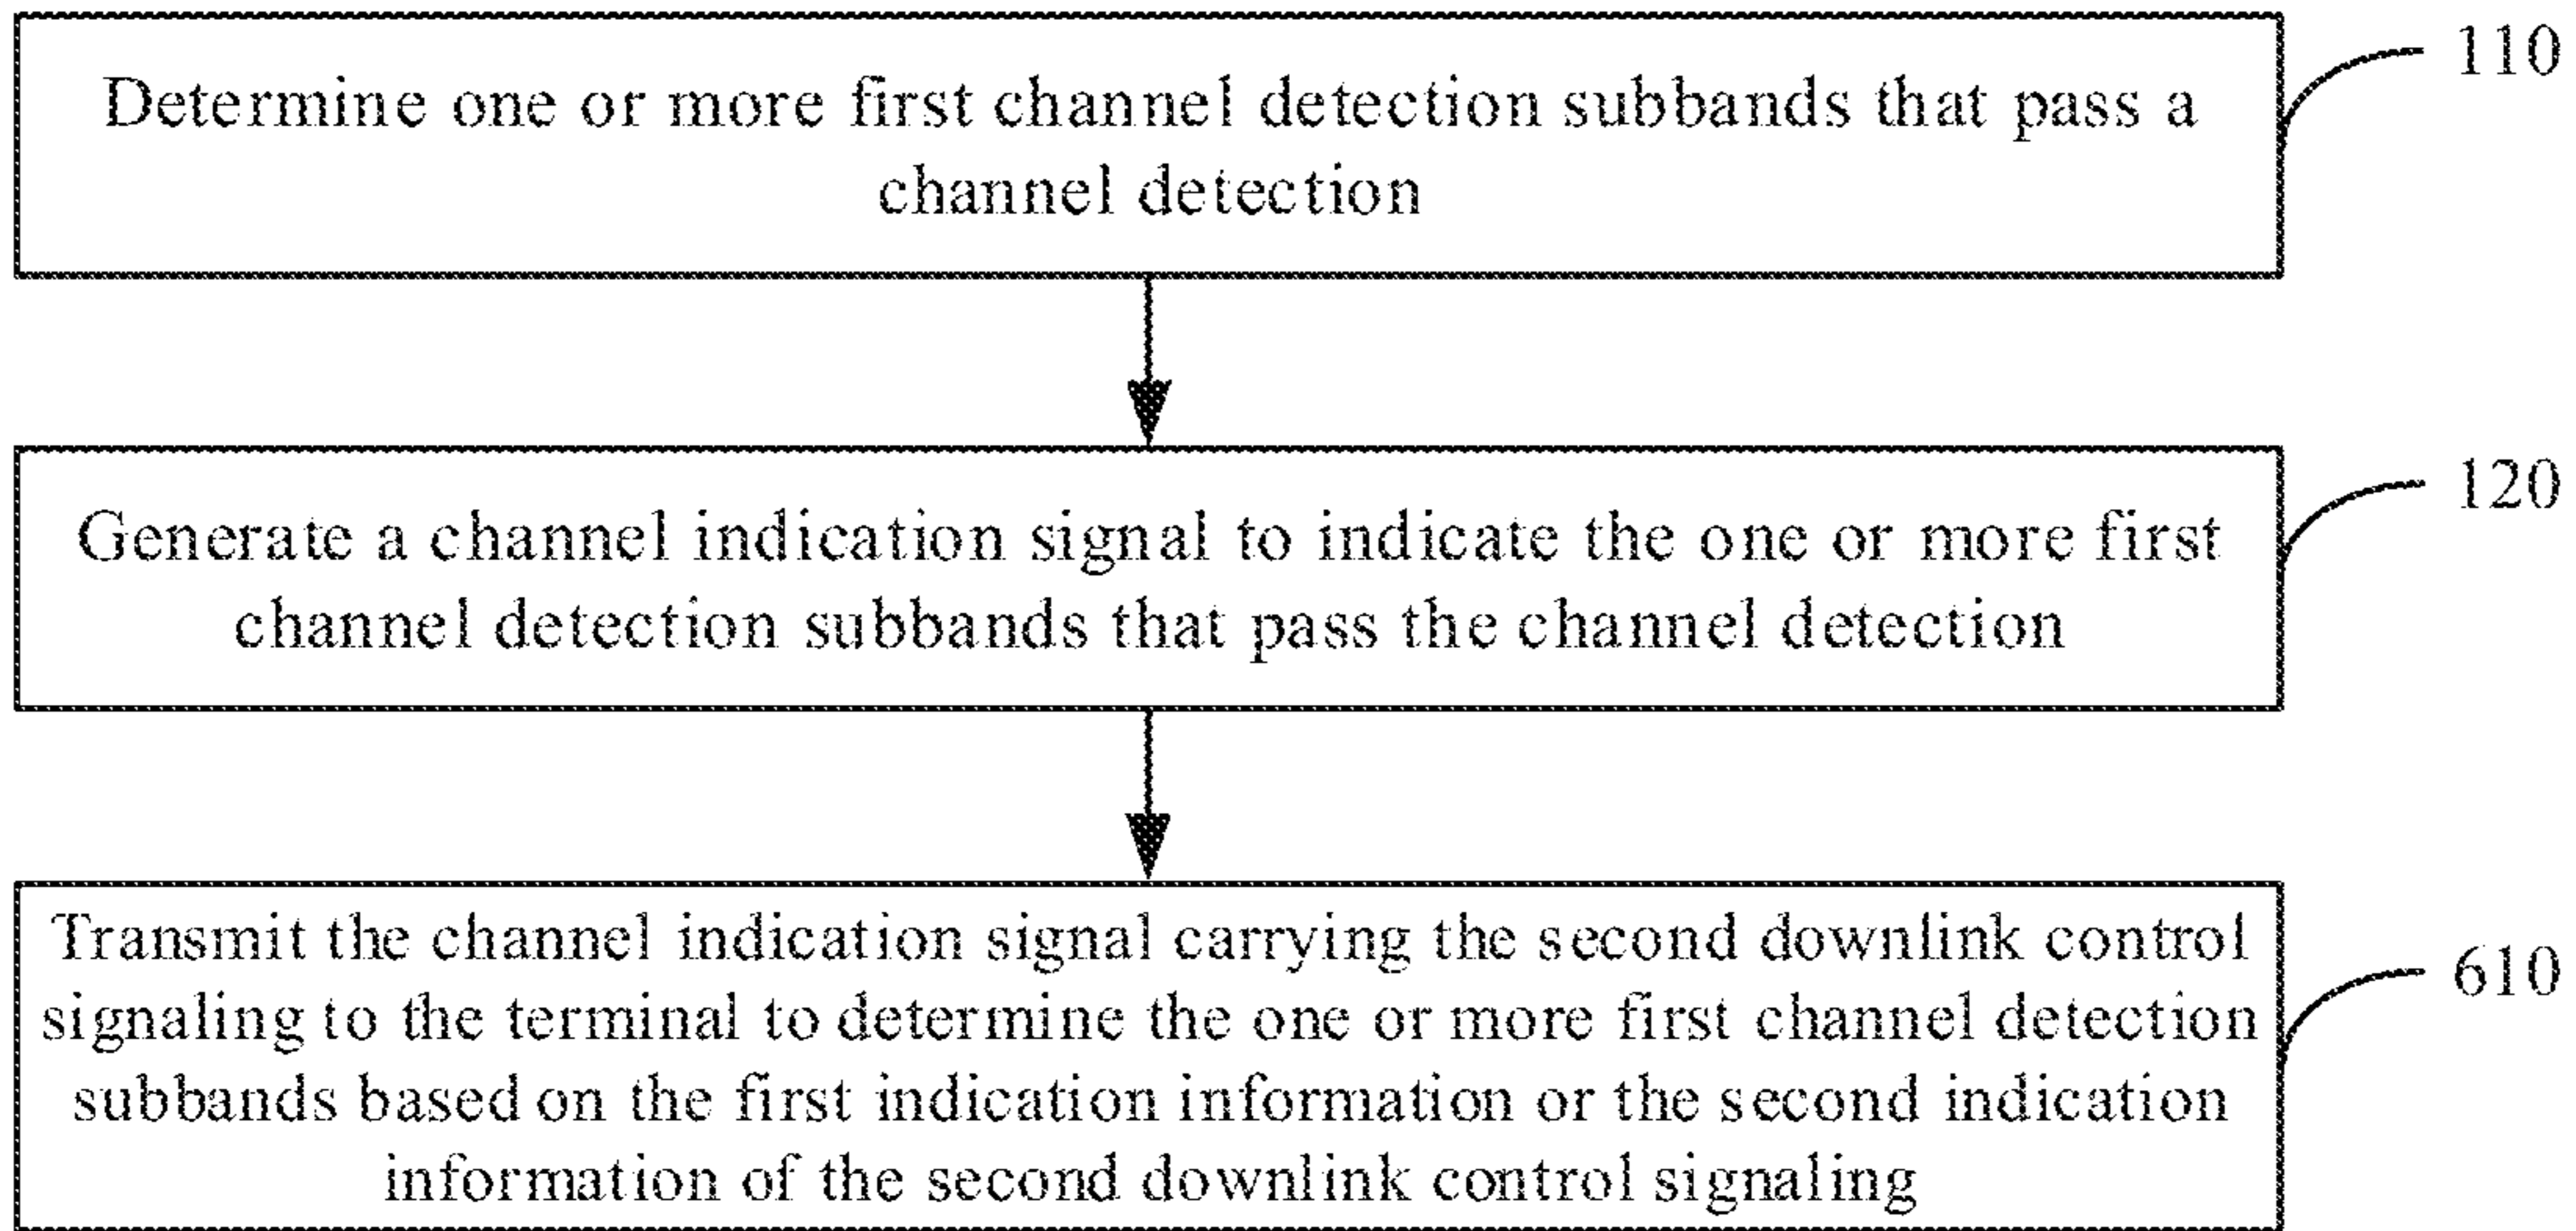 Determine one or more first channel detection subbands that pass a
channel detection
110
Generate a channel indication signal to indicate the one or more first
channel detection subbands that pass the channel detection
120
Transmit the channel indication signal carrying the second downlink control
signaling to the terminal to determine the one or more first channel detection
subbands based on the first indication information or the second indication
information of the second downlink control signaling
610